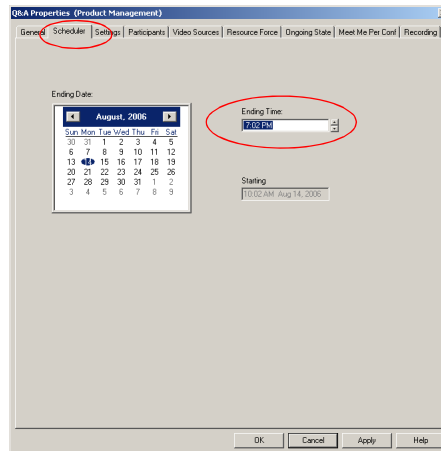 Q&A Properties (Product Management)
General Scheduler Settings Participants Video Sources Resource Force Ongoing State Meet Me Per Conf Recording
Ending Date:
August, 2006
Sun Mon Tue Wed Thu Fri Sat
30 31 1 2 3 4 5
6 7 8 9 10 11 12
13 14 15 16 17 18 19
20 21 22 23 24 25 26
27 28 29 30 31 1 2
3 4 5 6 7 8 9
Ending Time:
7:02 PM
Starting
10:02 AM Aug 14, 2006
OK Cancel Apply Help